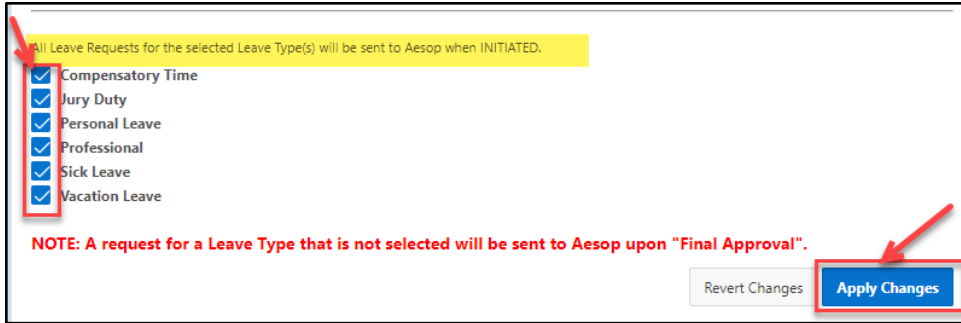 All Leave Requests for the selected Leave Type(s) will be sent to Aesop when INITIATED.
Compensatory Time
Jury Duty
Personal Leave
Professional
Sick Leave
Vacation Leave
NOTE: A request for a Leave Type that is not selected will be sent to Aesop upon "Final Approval".
Revert Changes Apply Changes